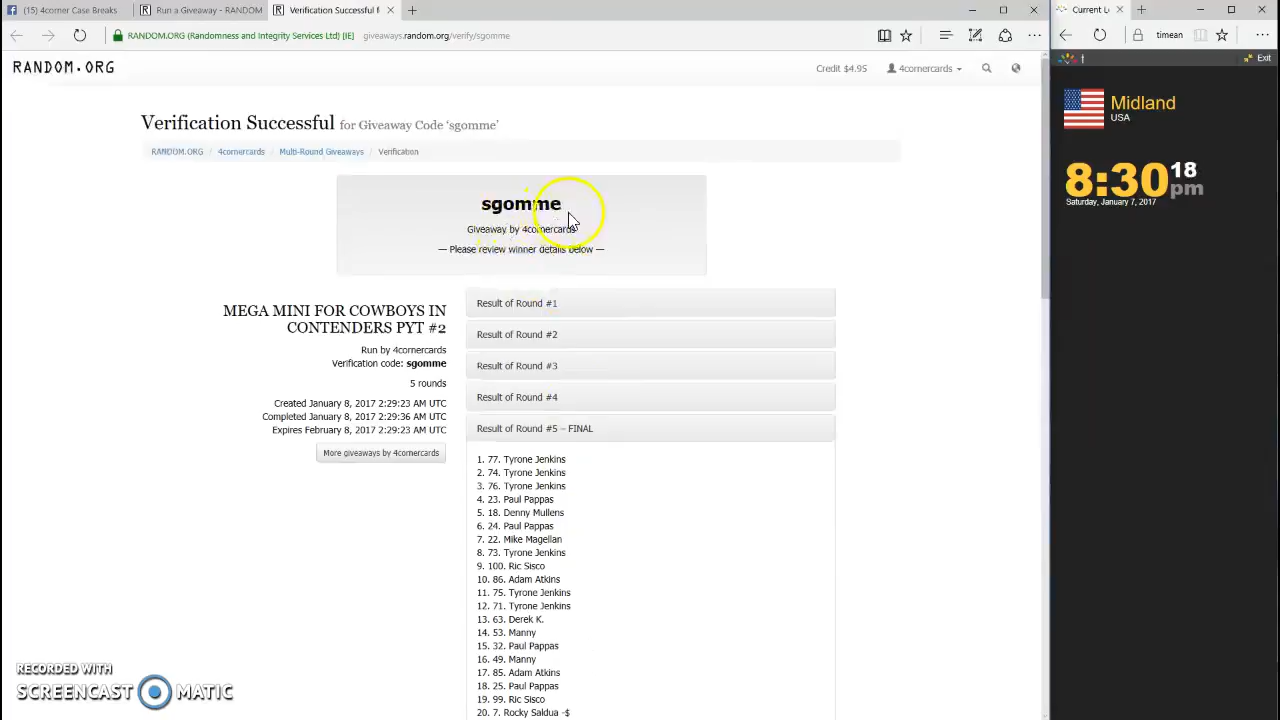 (15) 4corner Case Breaks
Run a Giveaway - RANDOM
Verification Successful f
Current L
RANDOM.ORG (Randomness and Integrity Services Ltd) [IE] giveaways.random.org/verify/sgomme
timean
RANDOM.ORG
Credit $4.95
4cornercards
Exit
Midland
USA
8:30 18 pm
Saturday, January 7, 2017
Verification Successful for Giveaway Code ‘sgomme’
RANDOM.ORG / 4cornercards / Multi-Round Giveaways / Verification
sgomme
Giveaway by 4cornercards
— Please review winner details below —
MEGA MINI FOR COWBOYS IN
CONTENDERS PYT #2
Run by 4cornercards
Verification code: sgomme
5 rounds
Created January 8, 2017 2:29:23 AM UTC
Completed January 8, 2017 2:29:36 AM UTC
Expires February 8, 2017 2:29:23 AM UTC
More giveaways by 4cornercards
Result of Round #1
Result of Round #2
Result of Round #3
Result of Round #4
Result of Round #5 – FINAL
1. 77. Tyrone Jenkins
2. 74. Tyrone Jenkins
3. 76. Tyrone Jenkins
4. 23. Paul Pappas
5. 18. Denny Mullens
6. 24. Paul Pappas
7. 22. Mike Magellan
8. 73. Tyrone Jenkins
9. 100. Ric Sisco
10. 86. Adam Atkins
11. 75. Tyrone Jenkins
12. 71. Tyrone Jenkins
13. 63. Derek K.
14. 53. Manny
15. 32. Paul Pappas
16. 49. Manny
17. 85. Adam Atkins
18. 25. Paul Pappas
19. 99. Ric Sisco
20. 7. Rocky Saldua -$
RECORDED WITH
SCREENCAST MATIC